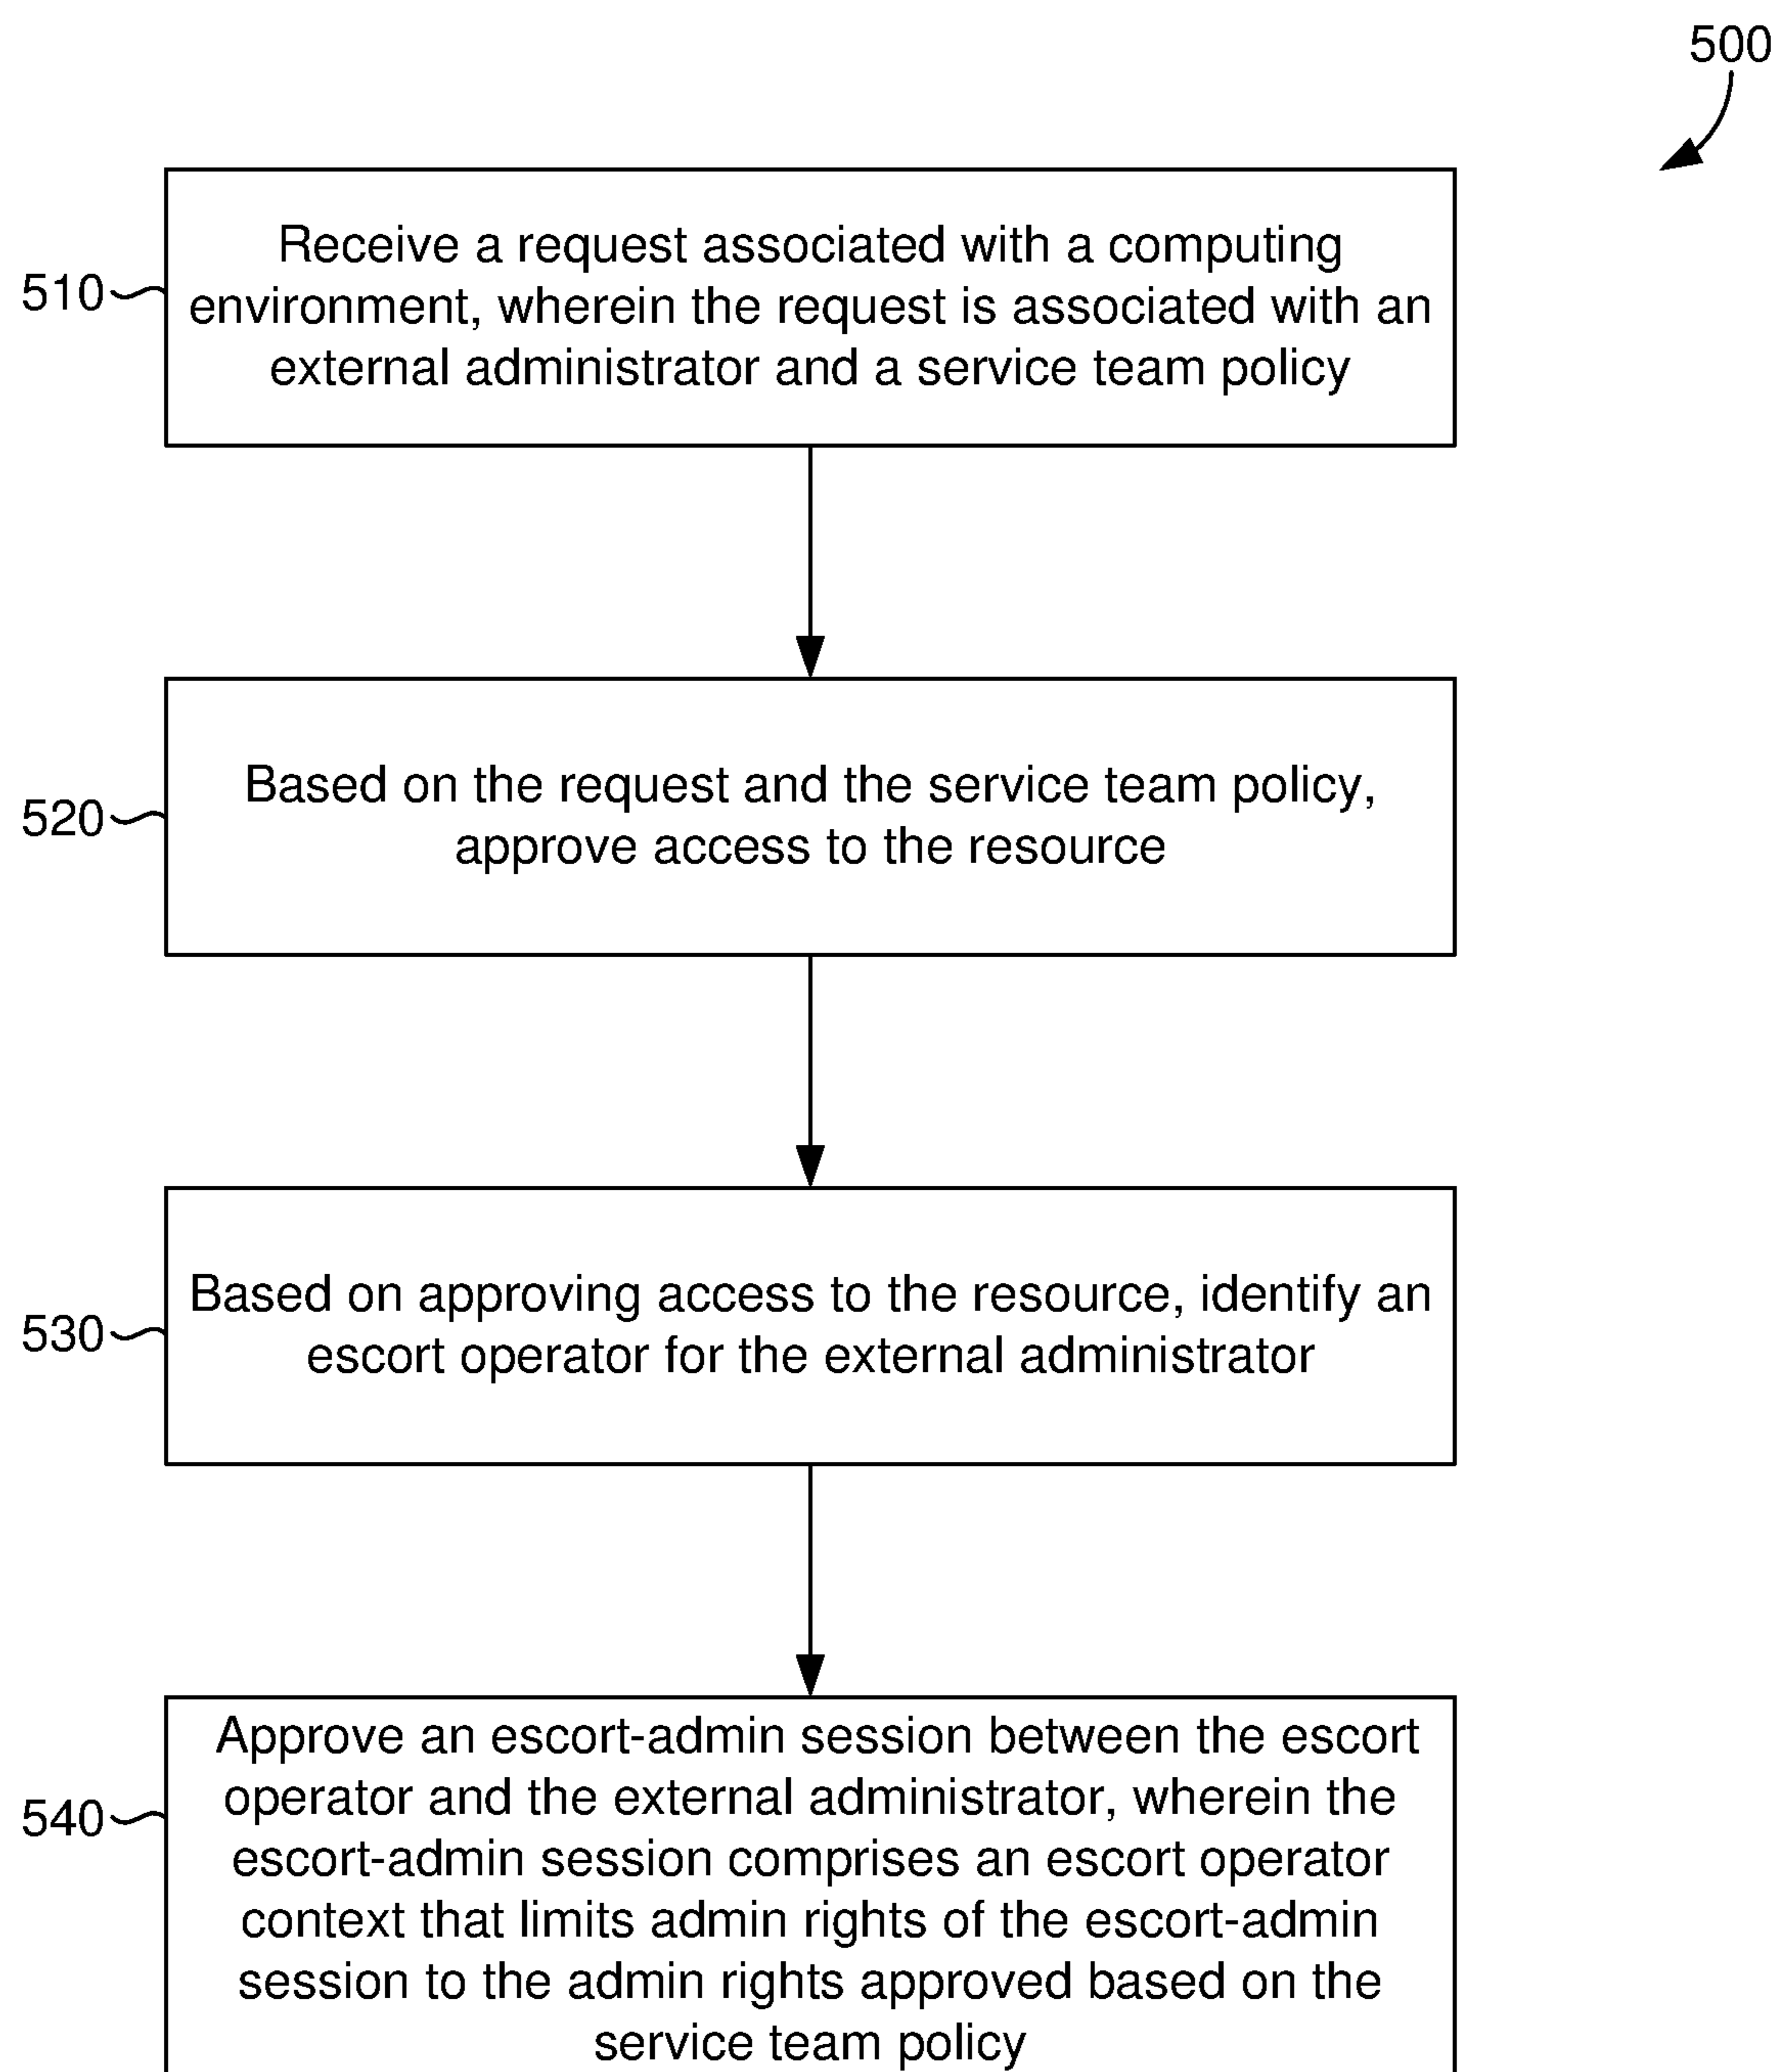 500
510
Receive a request associated with a computing
environment, wherein the request is associated with an
external administrator and a service team policy
520
Based on the request and the service team policy,
approve access to the resource
530
Based on approving access to the resource, identify an
escort operator for the external administrator
540
Approve an escort-admin session between the escort
operator and the external administrator, wherein the
escort-admin session comprises an escort operator
context that limits admin rights of the escort-admin
session to the admin rights approved based on the
service team policy